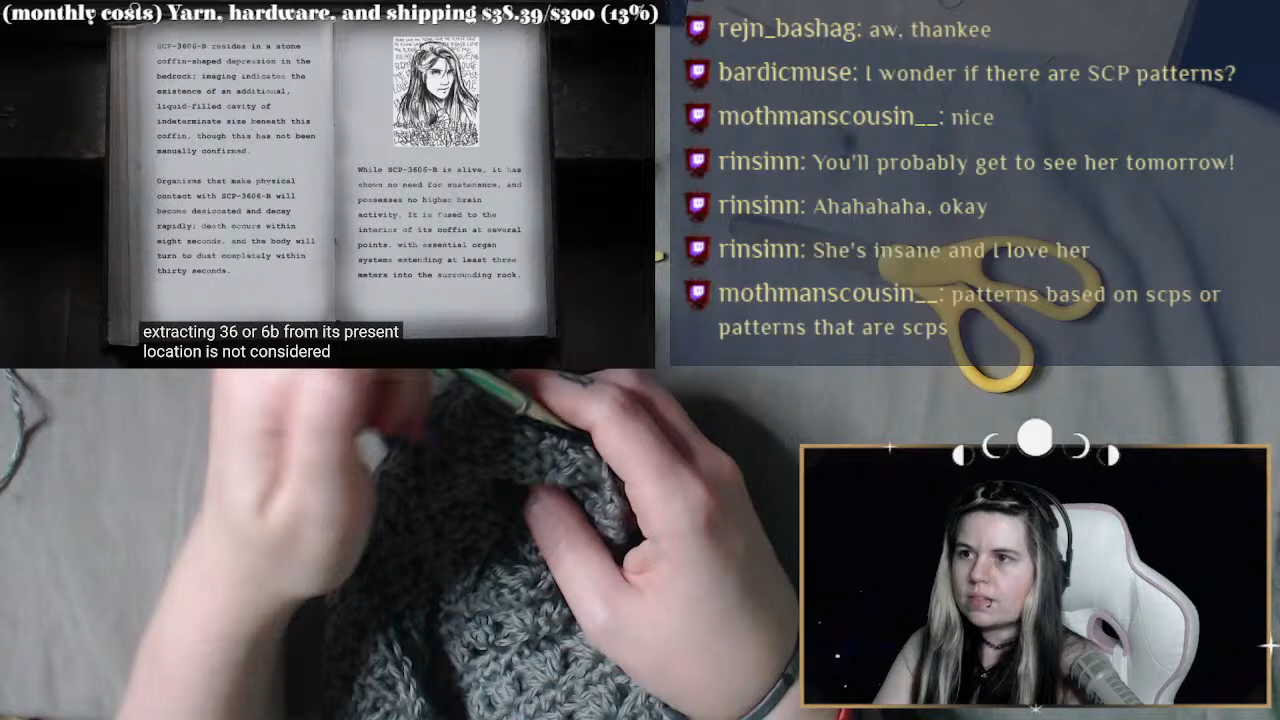 (monthly costs) Yarn, hardware, and shipping $38.39/$300 (13%)
SCP-3606-B resides in a stone
coffin-shaped depression in the
bedrock; imaging indicates the
existence of an additional,
liquid-filled cavity of
indeterminate size beneath this
coffin, though this has not been
manually confirmed.
Organisms that make physical
contact with SCP-3606-B will
become desiccated and decay
rapidly; death occurs within
eight seconds, and the body will
turn to dust completely within
thirty seconds.
While SCP-3606-B is alive, it has
shown no need for sustenance, and
possesses no higher brain
activity. It is fused to the
interior of its coffin at several
points, with essential organ
systems extending at least three
meters into the surrounding rock.
extracting 36 or 6b from its present
location is not considered
rejn_bashag: aw, thankee
bardicmuse: I wonder if there are SCP patterns?
mothmanscousin__: nice
rinsinn: You'll probably get to see her tomorrow!
rinsinn: Ahahahaha, okay
rinsinn: She's insane and I love her
mothmanscousin__: patterns based on scps or
patterns that are scps